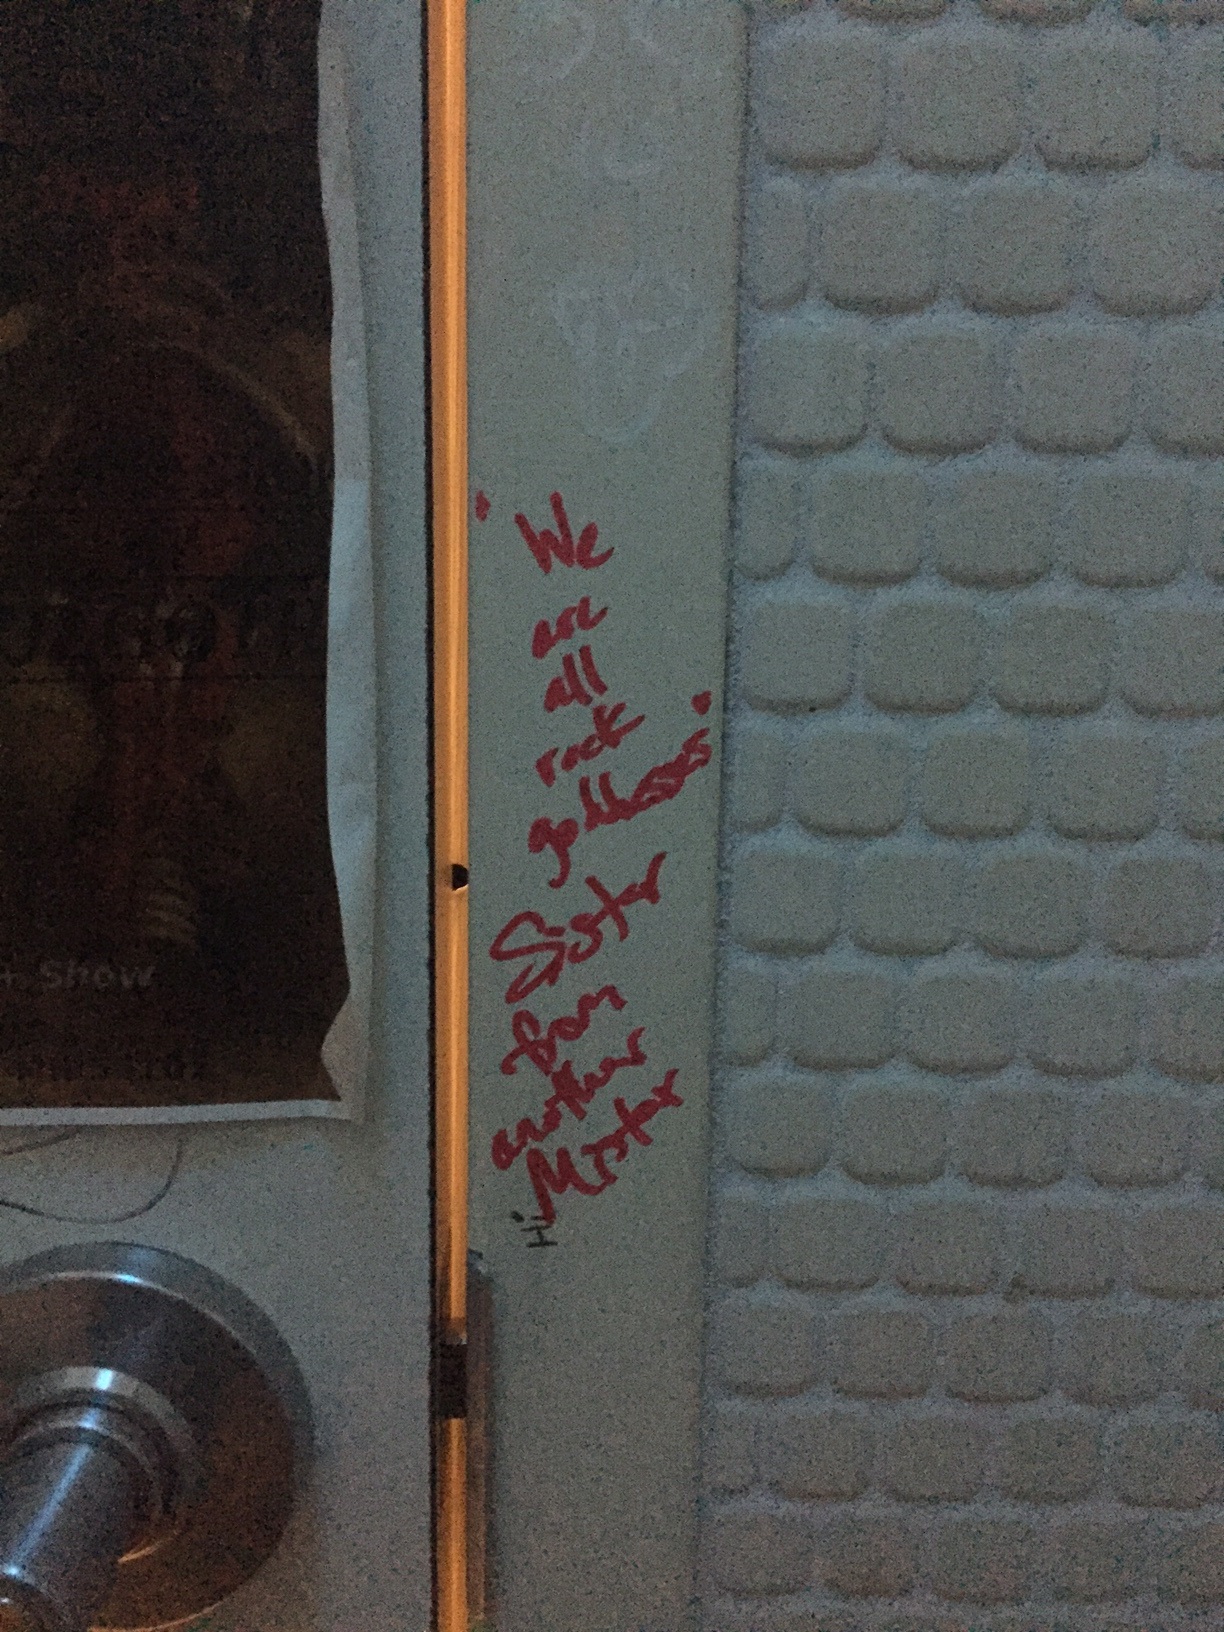 "We
are
all
rock
goddesses"
Sister
from
another
Mister
Hi
Show